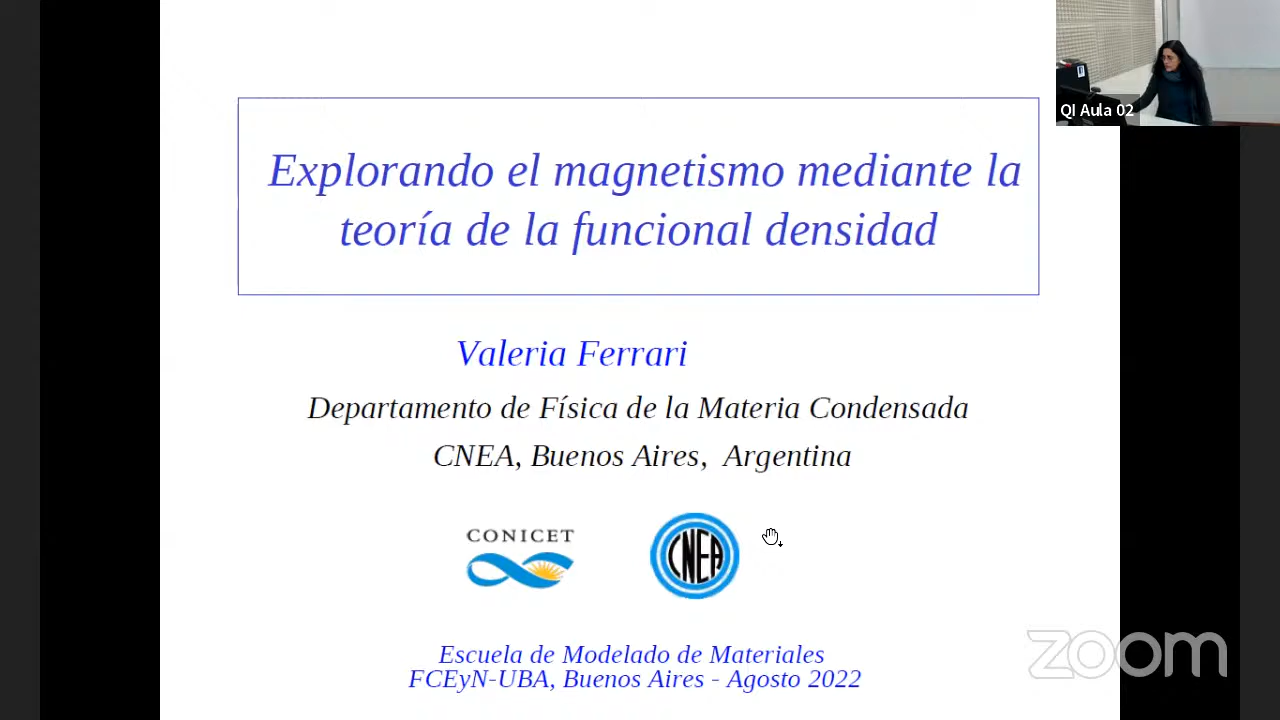 QI Aula 02
Explorando el magnetismo mediante la
teoría de la funcional densidad
Valeria Ferrari
Departamento de Física de la Materia Condensada
CNEA, Buenos Aires, Argentina
CONICET
CNEA
Escuela de Modelado de Materiales
FCEyN-UBA, Buenos Aires - Agosto 2022
zoom